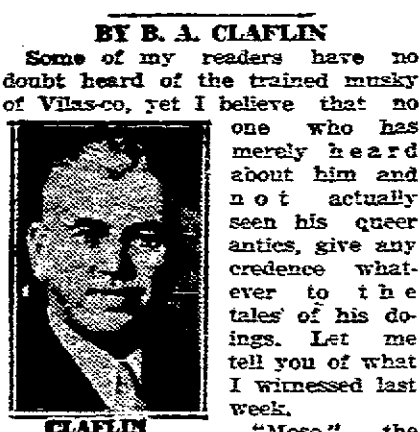 BY B. A. CLAFLIN
Some of my readers have no
doubt heard of the trained musky
of Vilas-co, yet I believe that no
one who has
merely heard
about him and
not actually
seen his queer
antics, give any
credence what-
ever to the
tales of his do-
ings. Let me
tell you of what
I witnessed last
week.
"Mose," the
CLAFLIN